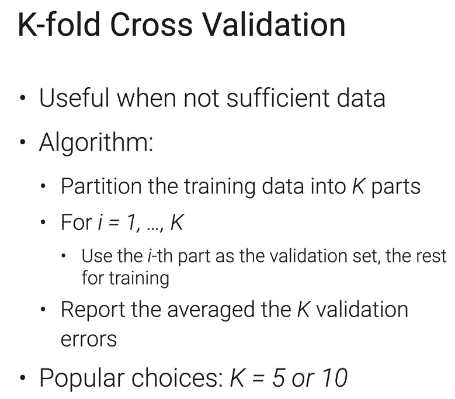 K-fold Cross Validation
• Useful when not sufficient data
• Algorithm:
• Partition the training data into K parts
• For i = 1, ..., K
• Use the i-th part as the validation set, the rest
for training
• Report the averaged the K validation
errors
• Popular choices: K = 5 or 10